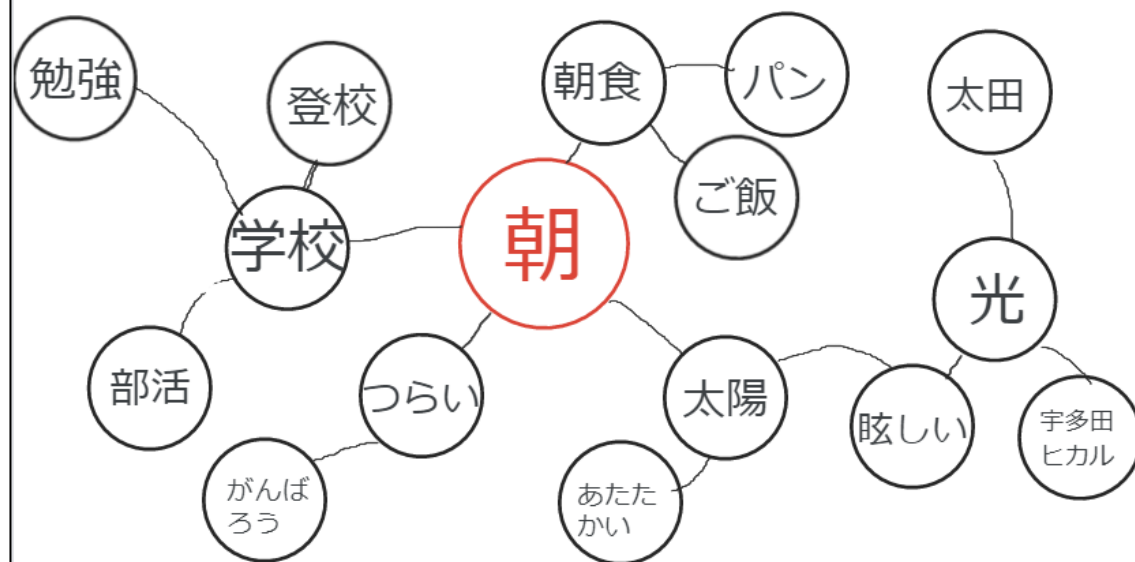 勉強
登校
朝食
パン
太田
ご飯
学校
朝
光
部活
つらい
太陽
眩しい
宇多田
ヒカル
がんば
ろう
あたた
かい